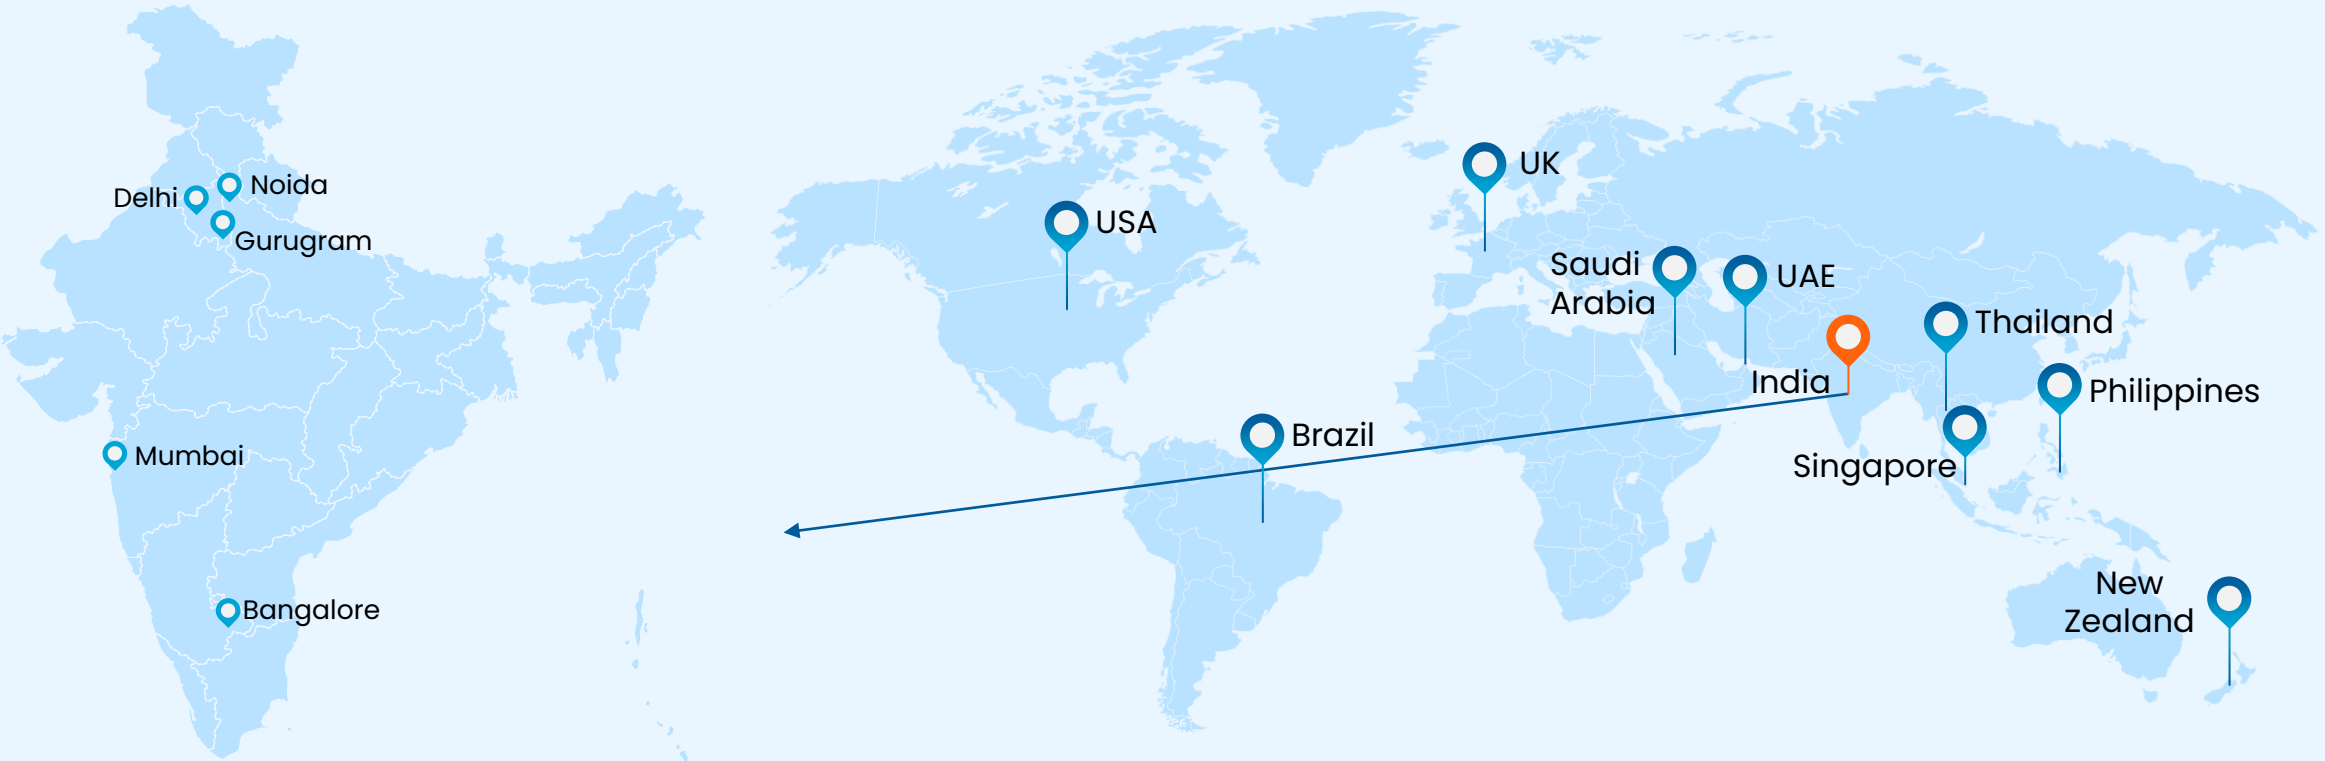 Delhi
Noida
Gurugram
Mumbai
Bangalore
USA
UK
Saudi
Arabia
UAE
India
Thailand
Philippines
Brazil
Singapore
New
Zealand